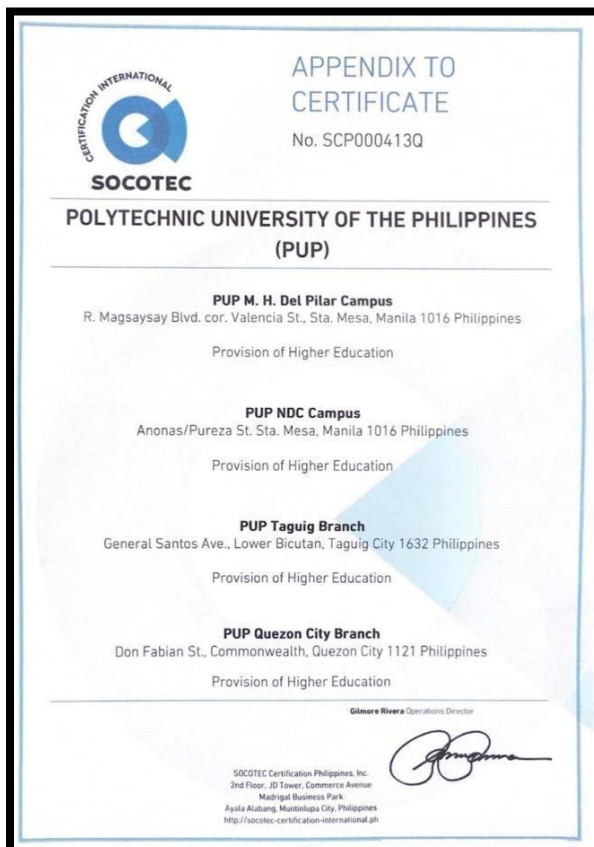 CERTIFICATION INTERNATIONAL
SOCOTEC
APPENDIX TO
CERTIFICATE
No. SCP000413Q
POLYTECHNIC UNIVERSITY OF THE PHILIPPINES
(PUP)
PUP M. H. Del Pilar Campus
R. Magsaysay Blvd. cor. Valencia St., Sta. Mesa, Manila 1016 Philippines
Provision of Higher Education
PUP NDC Campus
Anonas/Pureza St. Sta. Mesa, Manila 1016 Philippines
Provision of Higher Education
PUP Taguig Branch
General Santos Ave., Lower Bicutan, Taguig City 1632 Philippines
Provision of Higher Education
PUP Quezon City Branch
Don Fabian St., Commonwealth, Quezon City 1121 Philippines
Provision of Higher Education
Gilmore Rivera Operations Director
SOCOTEC Certification Philippines, Inc.
2nd Floor, JD Tower, Commerce Avenue
Madrigal Business Park
Ayala Alabang, Muntinlupa City, Philippines
http://socotec-certification-international.ph